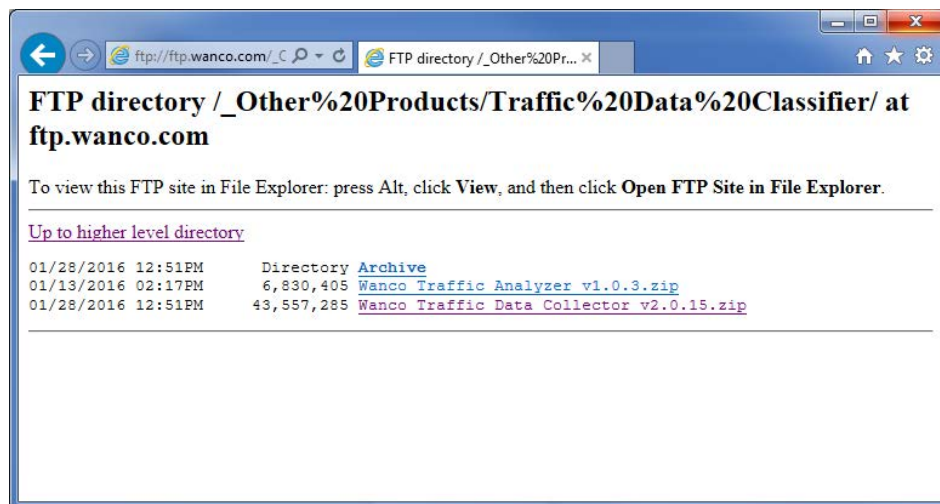 ftp://ftp.wanco.com/_C
FTP directory /_Other%20Pr...
FTP directory /_Other%20Products/Traffic%20Data%20Classifier/ at
ftp.wanco.com
To view this FTP site in File Explorer: press Alt, click View, and then click Open FTP Site in File Explorer.
Up to higher level directory
01/28/2016 12:51PM Directory Archive
01/13/2016 02:17PM 6,830,405 Wanco Traffic Analyzer v1.0.3.zip
01/28/2016 12:51PM 43,557,285 Wanco Traffic Data Collector v2.0.15.zip